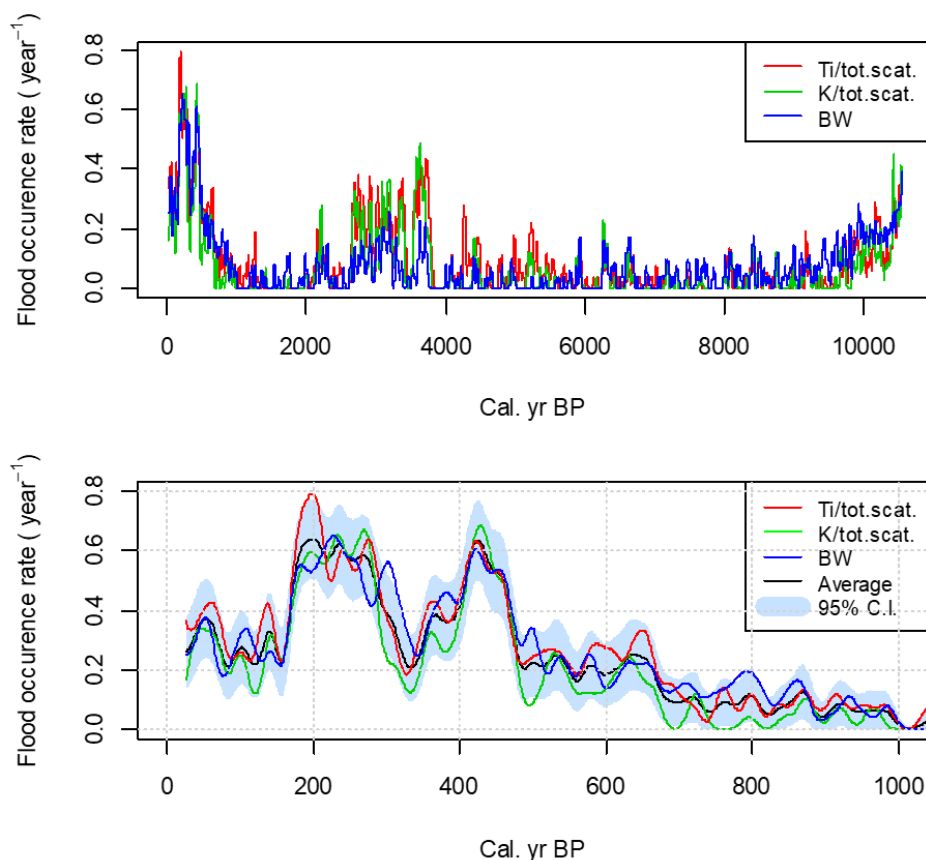 Flood occurence rate ( year⁻¹)
0.8
0.6
0.4
0.2
0.0
Ti/tot.scat.
K/tot.scat.
BW
0 2000 4000 6000 8000 10000
Cal. yr BP
Flood occurence rate ( year⁻¹)
0.8
0.6
0.4
0.2
0.0
Ti/tot.scat.
K/tot.scat.
BW
Average
95% C.I.
0 200 400 600 800 1000
Cal. yr BP